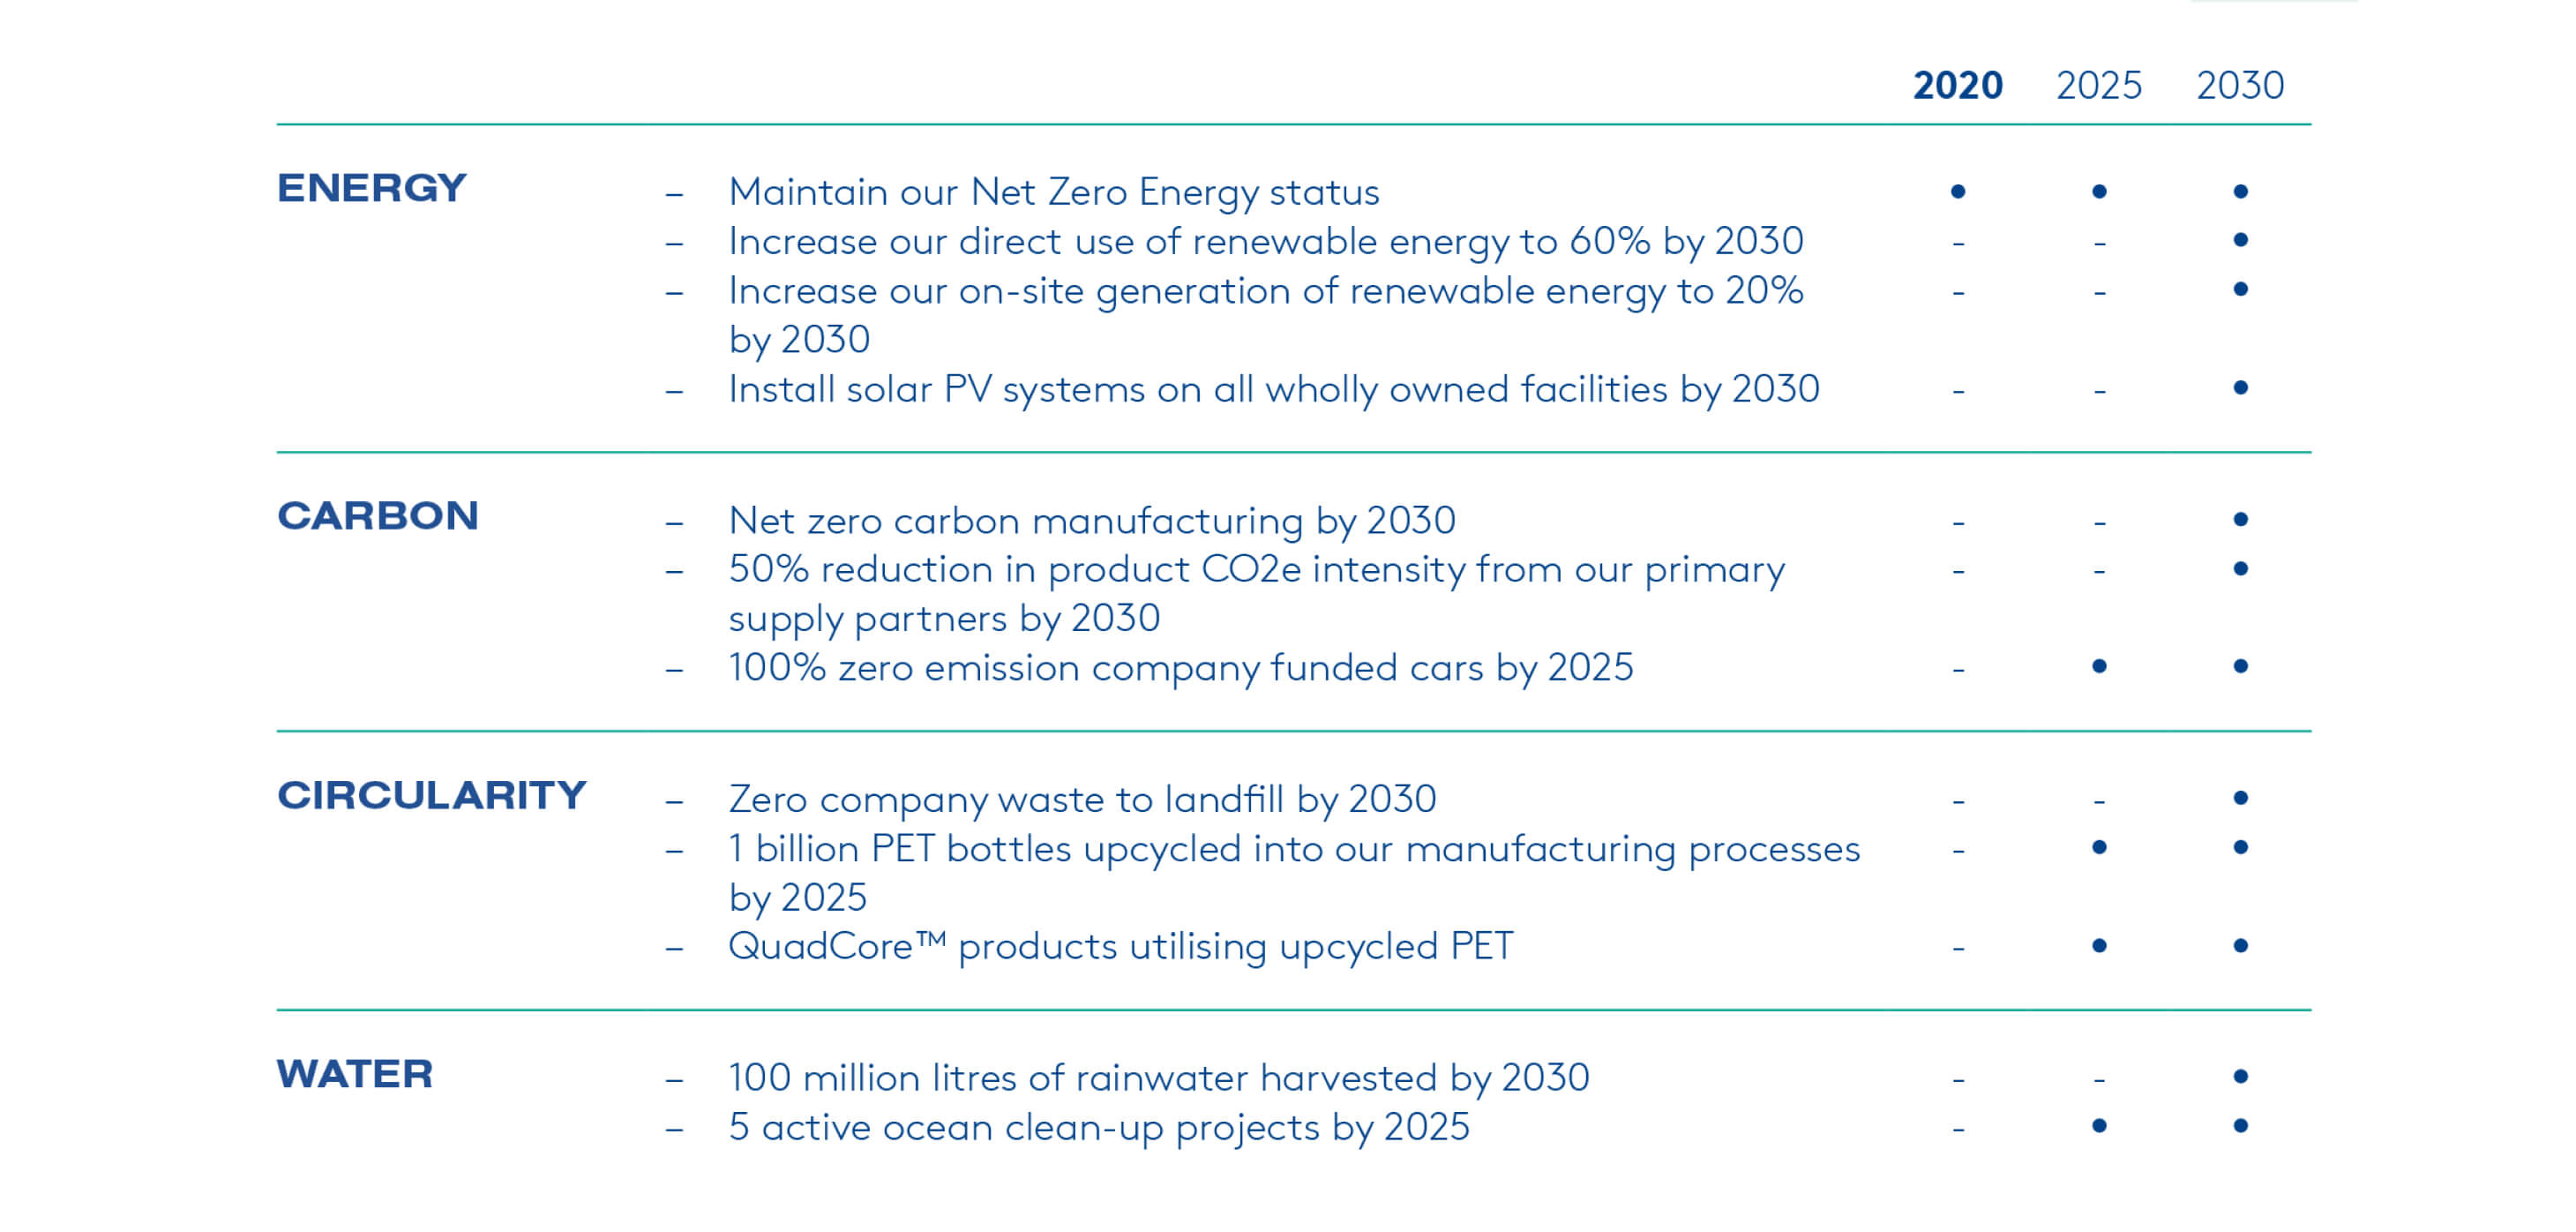 2020 2025 2030
ENERGY – Maintain our Net Zero Energy status • • •
– Increase our direct use of renewable energy to 60% by 2030 - - •
– Increase our on-site generation of renewable energy to 20% - - •
by 2030
– Install solar PV systems on all wholly owned facilities by 2030 - - •
CARBON – Net zero carbon manufacturing by 2030 - - •
– 50% reduction in product CO2e intensity from our primary - - •
supply partners by 2030
– 100% zero emission company funded cars by 2025 - • •
CIRCULARITY – Zero company waste to landfill by 2030 - - •
– 1 billion PET bottles upcycled into our manufacturing processes - • •
by 2025
– QuadCore™ products utilising upcycled PET - • •
WATER – 100 million litres of rainwater harvested by 2030 - - •
– 5 active ocean clean-up projects by 2025 - • •